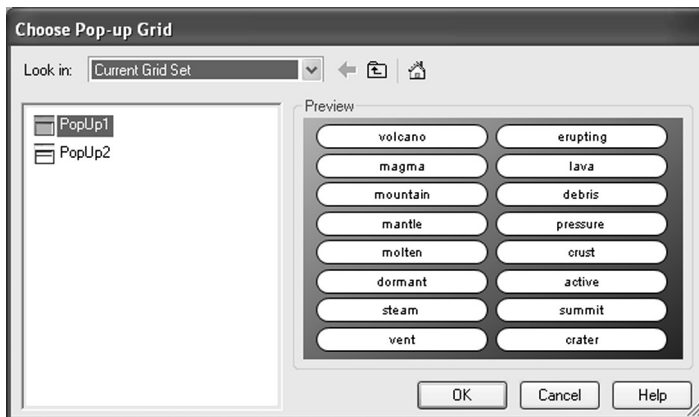 Choose Pop-up Grid
Look in: Current Grid Set
PopUp1
PopUp2
Preview
volcano erupting
magma lava
mountain debris
mantle pressure
molten crust
dormant active
steam summit
vent crater
OK Cancel Help